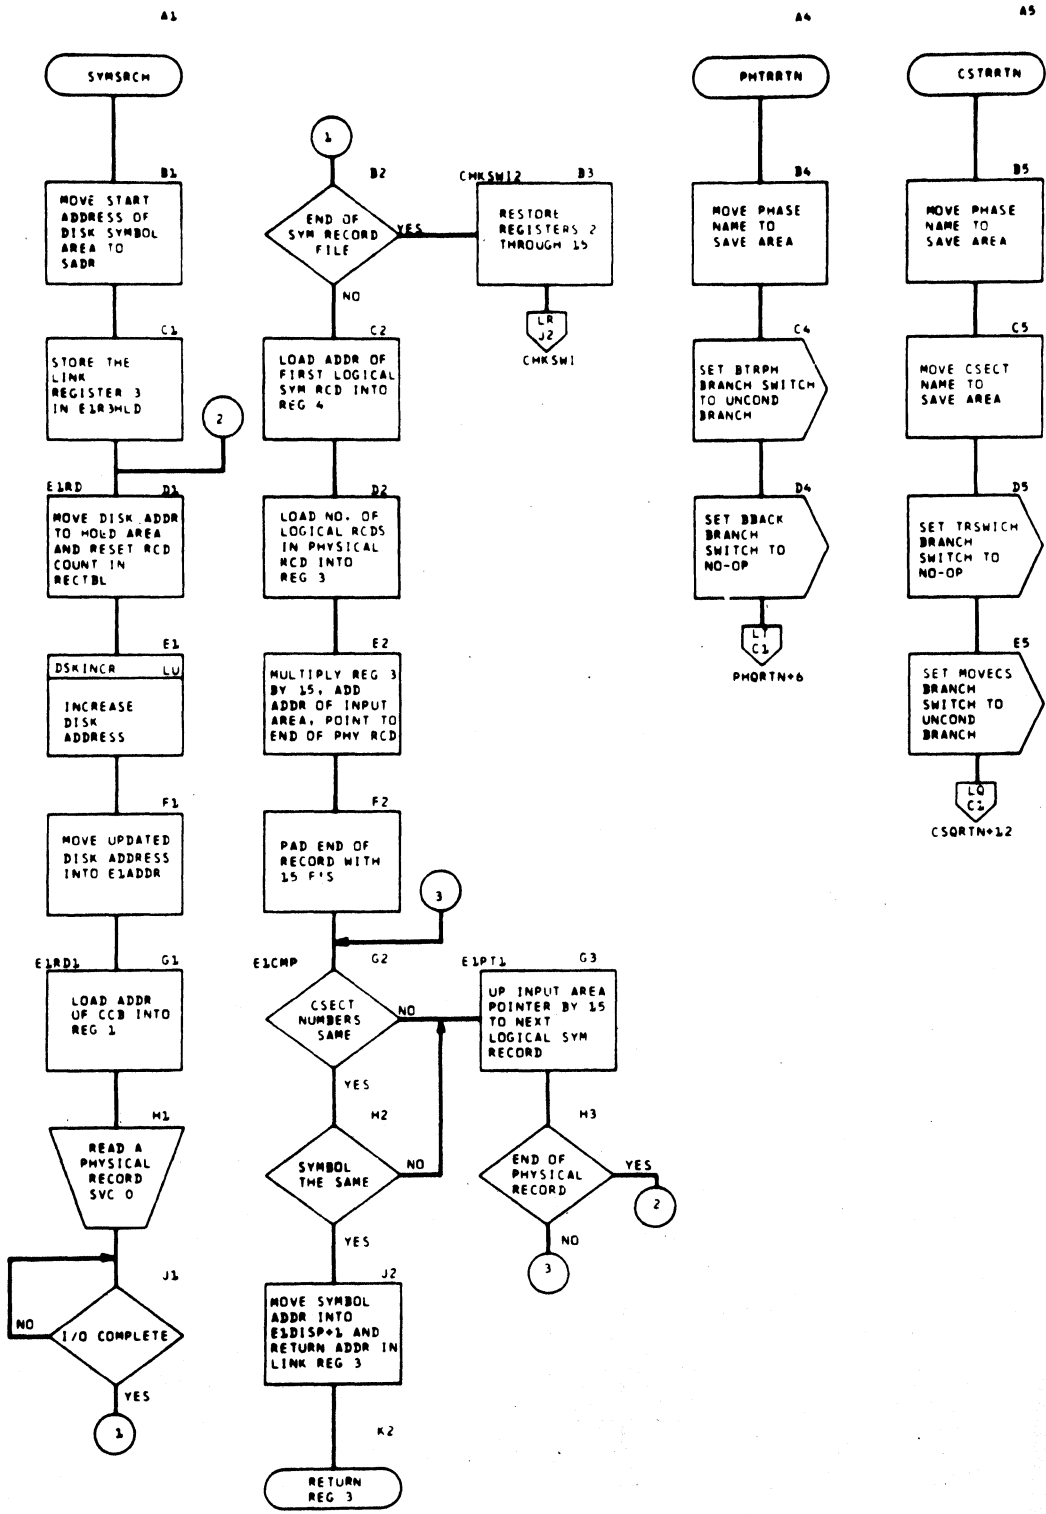 A1
SYMSRCH
B1
MOVE START
ADDRESS OF
DISK SYMBOL
AREA TO
SADR
C1
STORE THE
LINK
REGISTER 3
IN E1R3HLD
2
E1RD
D1
MOVE DISK ADDR
TO HOLD AREA
AND RESET RCD
COUNT IN
RECTBL
E1
DSKINCR LU
INCREASE
DISK
ADDRESS
F1
MOVE UPDATED
DISK ADDRESS
INTO E1ADDR
E1RD1
G1
LOAD ADDR
OF CCB INTO
REG 1
H1
READ A
PHYSICAL
RECORD
SVC 0
J1
NO
I/O COMPLETE
YES
1
1
B2
END OF
SYM RECORD
FILE
YES
NO
CHKSWI2
B3
RESTORE
REGISTERS 2
THROUGH 15
LR
J2
CHKSWI
C2
LOAD ADDR OF
FIRST LOGICAL
SYM RCD INTO
REG 4
D2
LOAD NO. OF
LOGICAL RCDS
IN PHYSICAL
RCD INTO
REG 3
E2
MULTIPLY REG 3
BY 15, ADD
ADDR OF INPUT
AREA, POINT TO
END OF PHY RCD
F2
PAD END OF
RECORD WITH
15 F'S
3
E1CMP
G2
CSECT
NUMBERS
SAME
NO
YES
E1PT1
G3
UP INPUT AREA
POINTER BY 15
TO NEXT
LOGICAL SYM
RECORD
H2
SYMBOL
THE SAME
NO
YES
H3
END OF
PHYSICAL
RECORD
YES
2
NO
3
J2
MOVE SYMBOL
ADDR INTO
E1DISP+1 AND
RETURN ADDR IN
LINK REG 3
K2
RETURN
REG 3
A4
PHTRRTN
B4
MOVE PHASE
NAME TO
SAVE AREA
C4
SET BTRPH
BRANCH SWITCH
TO UNCOND
BRANCH
D4
SET BBACK
BRANCH
SWITCH TO
NO-OP
LT
C1
PHQRTN+6
A5
CSTRRTN
B5
MOVE PHASE
NAME TO
SAVE AREA
C5
MOVE CSECT
NAME TO
SAVE AREA
D5
SET TRSWICH
BRANCH
SWITCH TO
NO-OP
E5
SET MOVECS
BRANCH
SWITCH TO
UNCOND
BRANCH
LQ
C1
CSQRTN+12